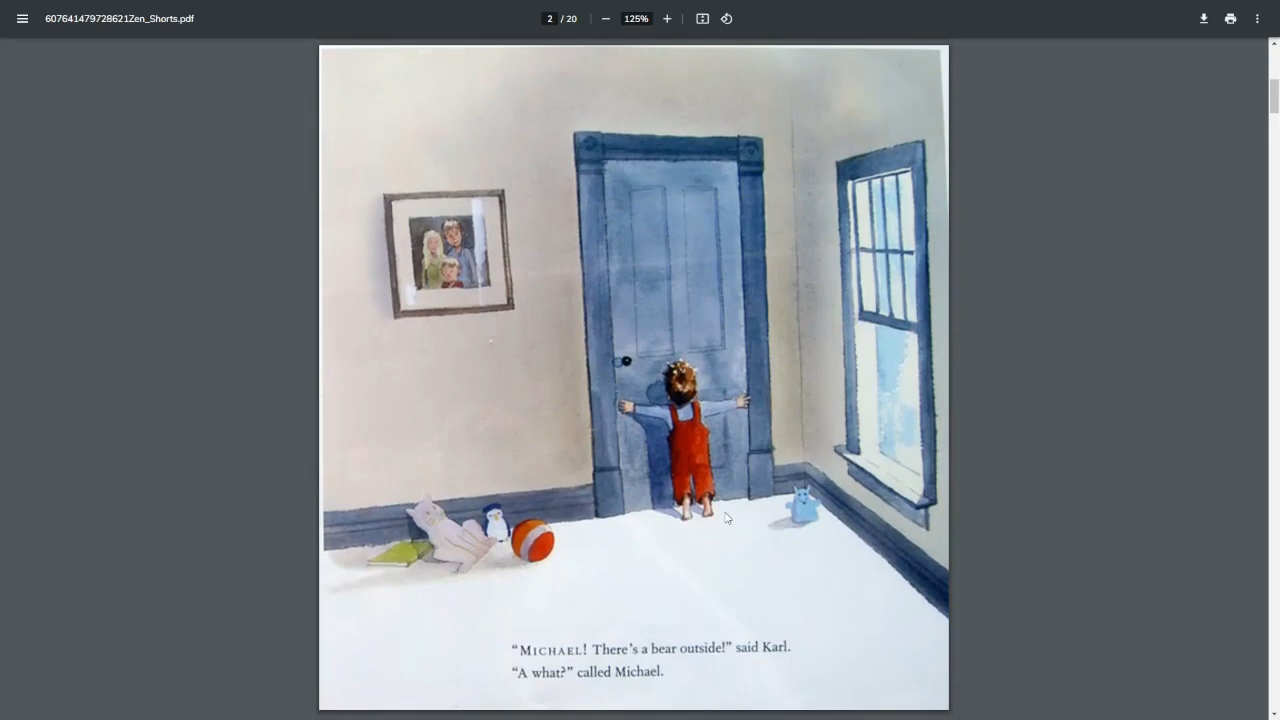 607641479728621Zen_Shorts.pdf
2 / 20
125%
“MICHAEL! There’s a bear outside!” said Karl.
“A what?” called Michael.